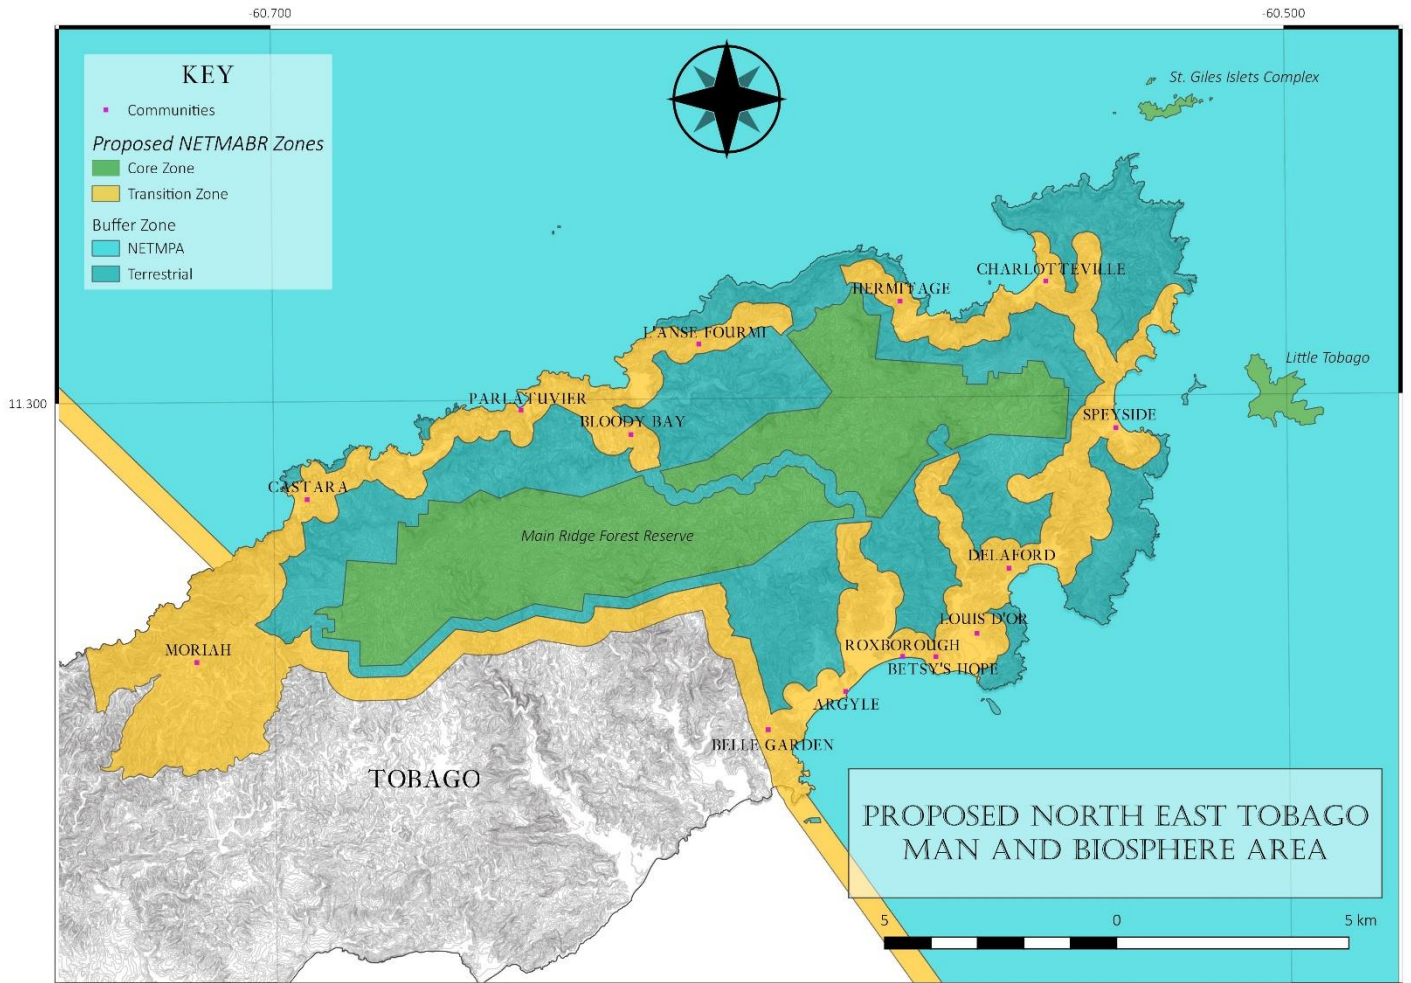 -60.700
-60.500
KEY
Communities
Proposed NETMABR Zones
Core Zone
Transition Zone
Buffer Zone
NETMPA
Terrestrial
St. Giles Islets Complex
CHARLOTTEVILLE
HERMITAGE
L'ANSE FOURMI
Little Tobago
11.300
PARLATUVIER
BLOODY BAY
SPEYSIDE
CASTARA
Main Ridge Forest Reserve
DELAFORD
LOUIS D'OR
MORIAH
ROXBOROUGH
BETSY'S HOPE
ARGYLE
BELLE GARDEN
TOBAGO
PROPOSED NORTH EAST TOBAGO
MAN AND BIOSPHERE AREA
5 0 5 km